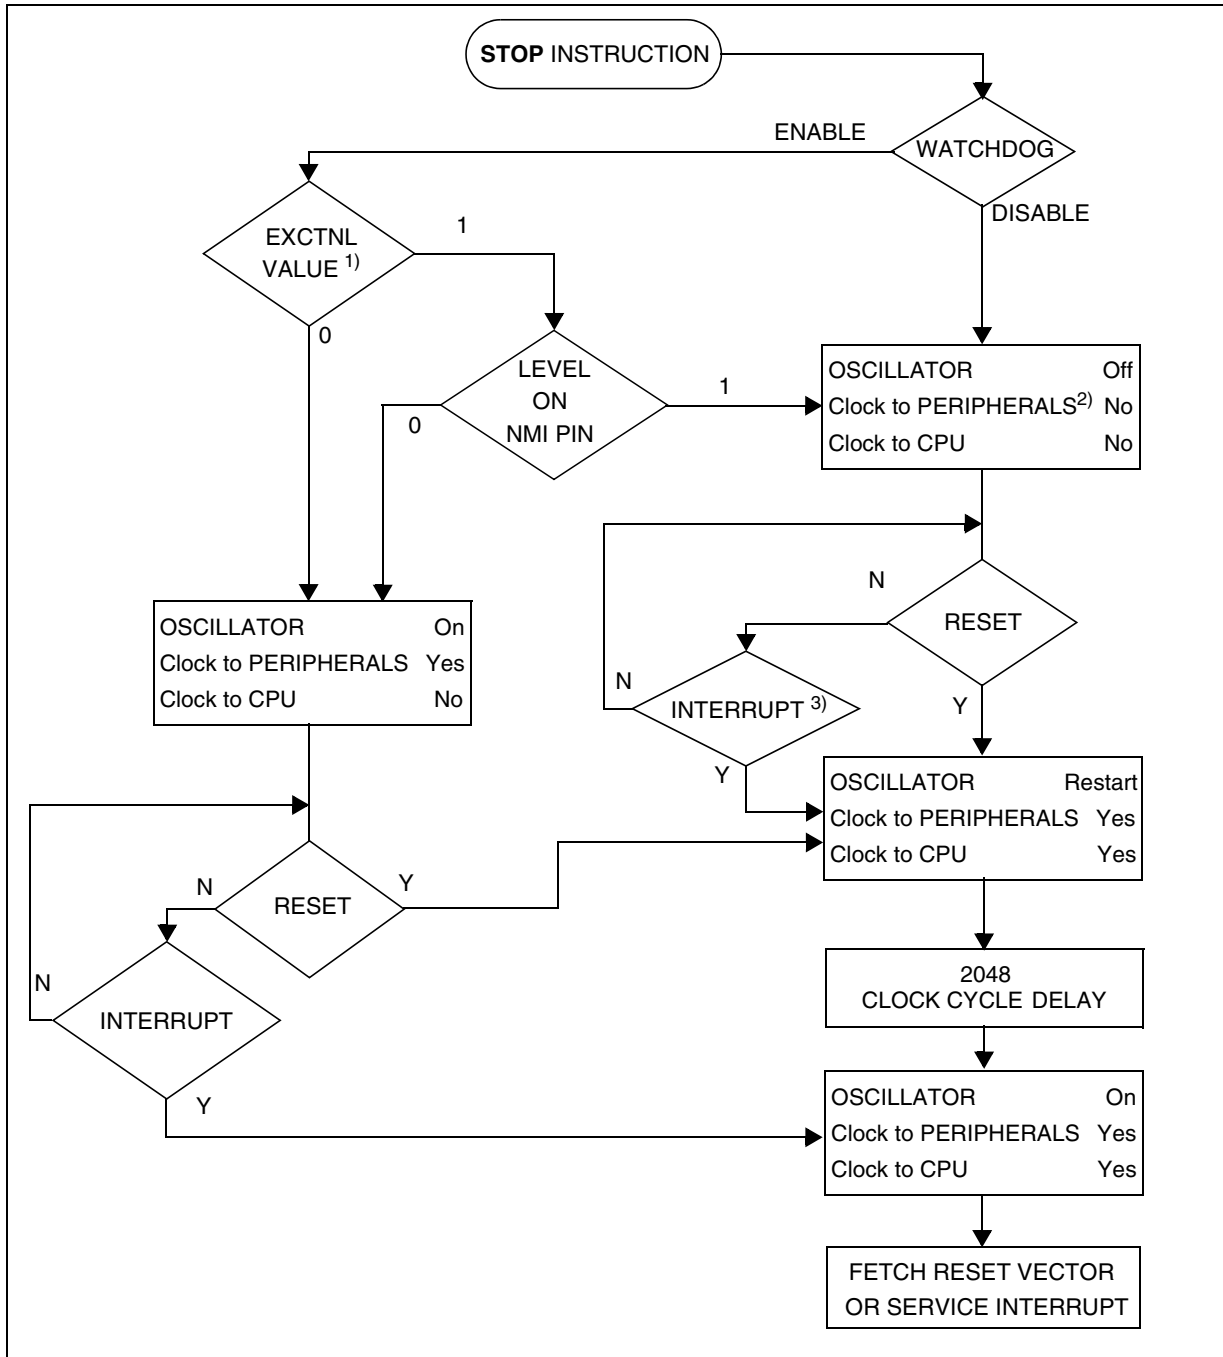 STOP INSTRUCTION
ENABLE
WATCHDOG
DISABLE
EXCTNL
VALUE 1)
1
0
LEVEL
ON
NMI PIN
0
1
OSCILLATOR Off
Clock to PERIPHERALS2) No
Clock to CPU No
OSCILLATOR On
Clock to PERIPHERALS Yes
Clock to CPU No
N
RESET
Y
N
INTERRUPT 3)
Y
OSCILLATOR Restart
Clock to PERIPHERALS Yes
Clock to CPU Yes
N
RESET
Y
N
INTERRUPT
Y
2048
CLOCK CYCLE DELAY
OSCILLATOR On
Clock to PERIPHERALS Yes
Clock to CPU Yes
FETCH RESET VECTOR
OR SERVICE INTERRUPT